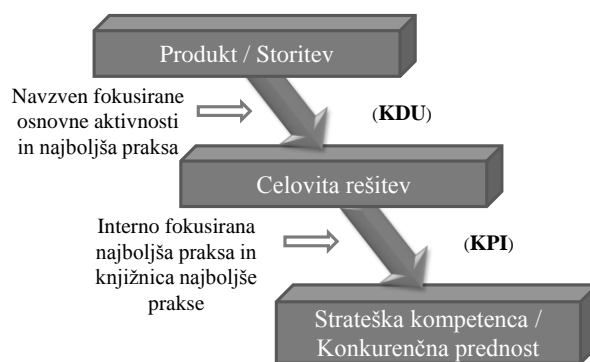 Produkt / Storitev
Navzven fokusirane
osnovne aktivnosti
in najboljša praksa
(KDU)
Celovita rešitev
Interno fokusirana
najboljša praksa in
knjižnica najboljše
prakse
(KPI)
Strateška kompetenca /
Konkurenčna prednost